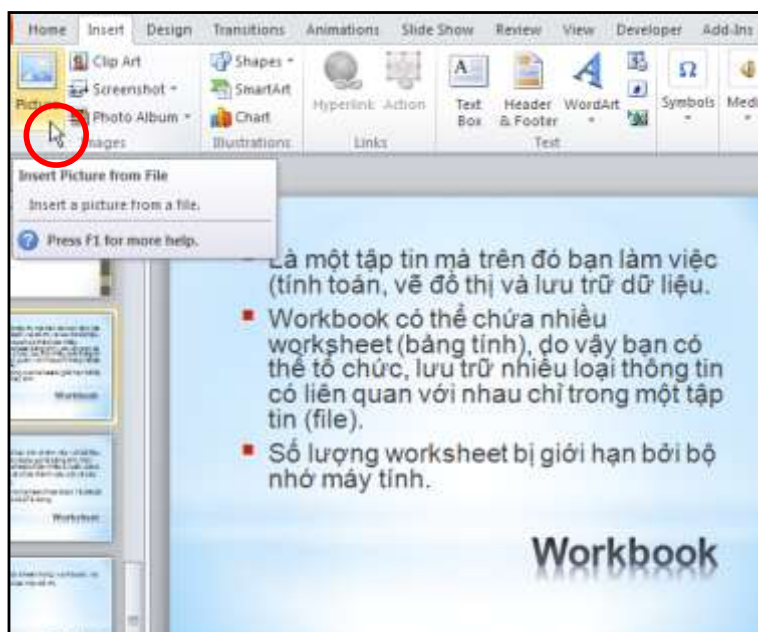 Home Insert Design Transitions Animations Slide Show Review View Developer Add-Ins
Clip Art
Screenshot
Photo Album
Shapes
SmartArt
Chart
Illustrations
Hyperlink Action
Links
Text Box
Header & Footer
WordArt
Text
Symbols
Insert Picture from File
Insert a picture from a file.
Press F1 for more help.
Là một tập tin mà trên đó bạn làm việc
(tính toán, vẽ đồ thị và lưu trữ dữ liệu.
Workbook có thể chứa nhiều
worksheet (bảng tính), do vậy bạn có
thể tổ chức, lưu trữ nhiều loại thông tin
có liên quan với nhau chỉ trong một tập
tin (file).
Số lượng worksheet bị giới hạn bởi bộ
nhớ máy tính.
Workbook
Workbook
Worksheet